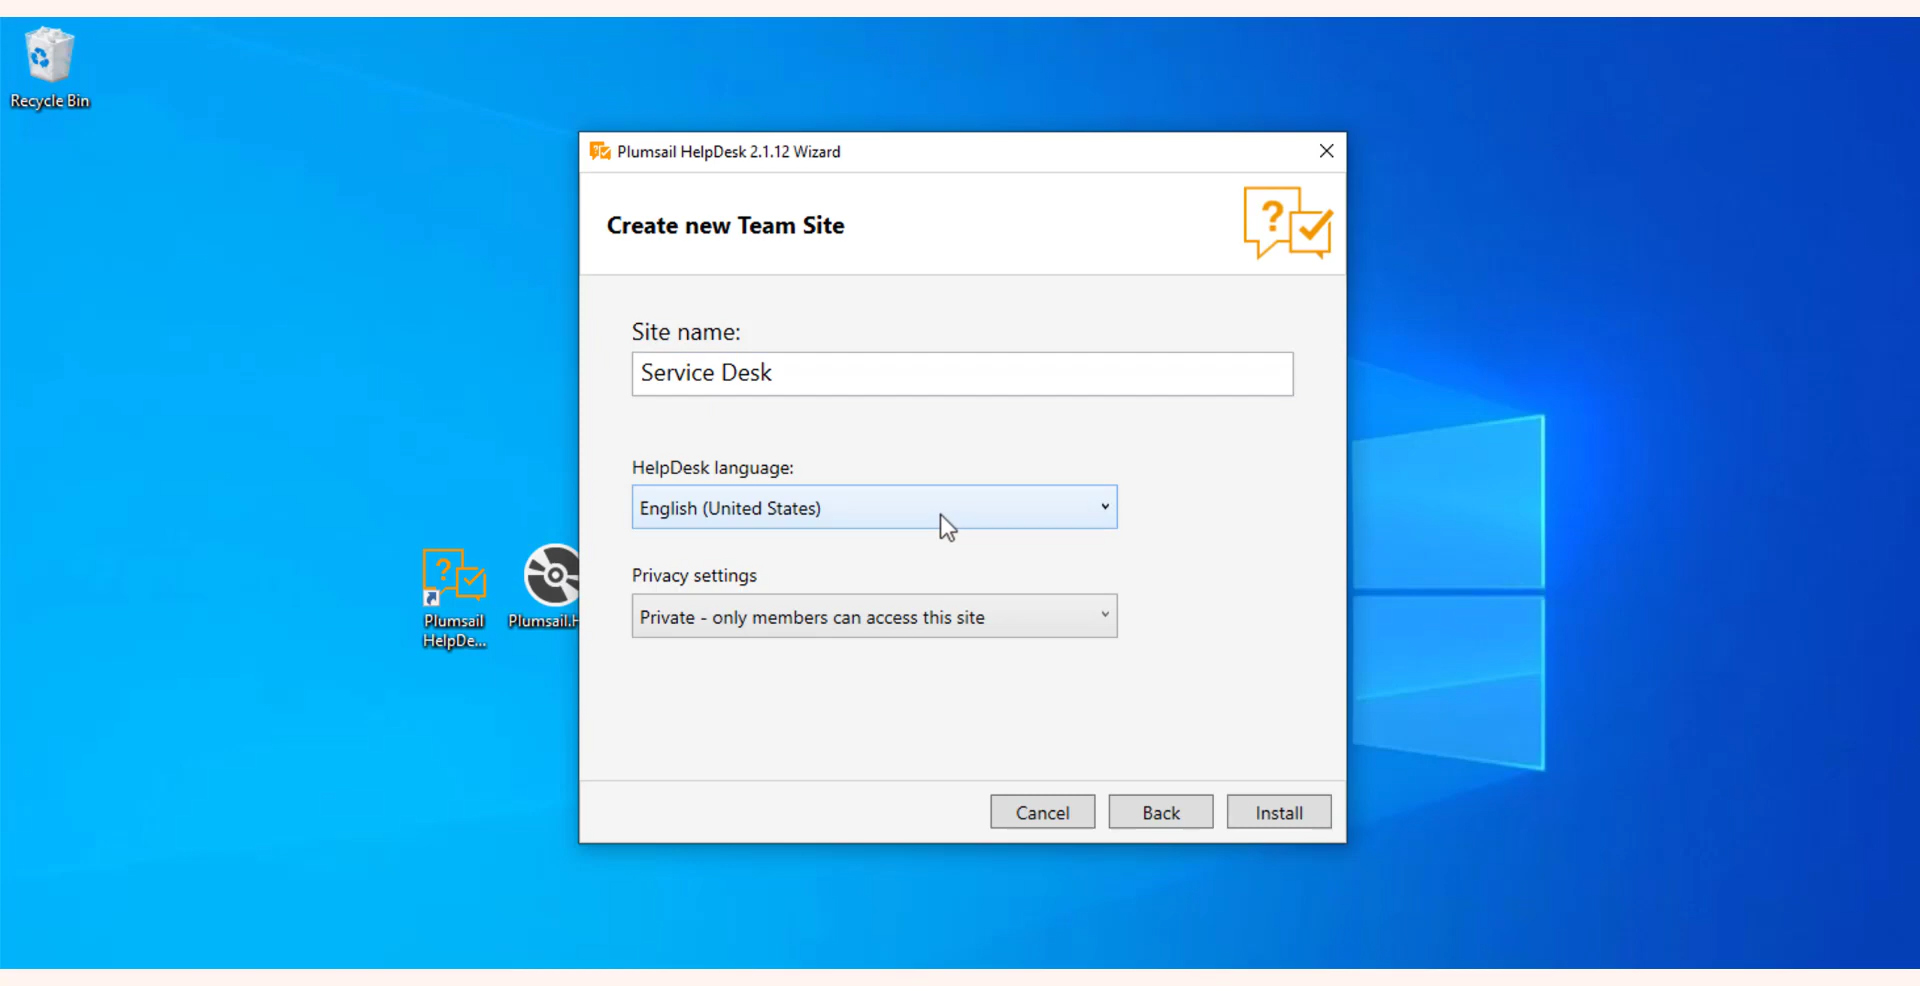 Recycle Bin
Plumsail HelpDesk 2.1.12 Wizard
Create new Team Site
?
Site name:
Service Desk
HelpDesk language:
English (United States)
Privacy settings
Private - only members can access this site
?
Plumsail
HelpDe...
Plumsail.H
Cancel
Back
Install